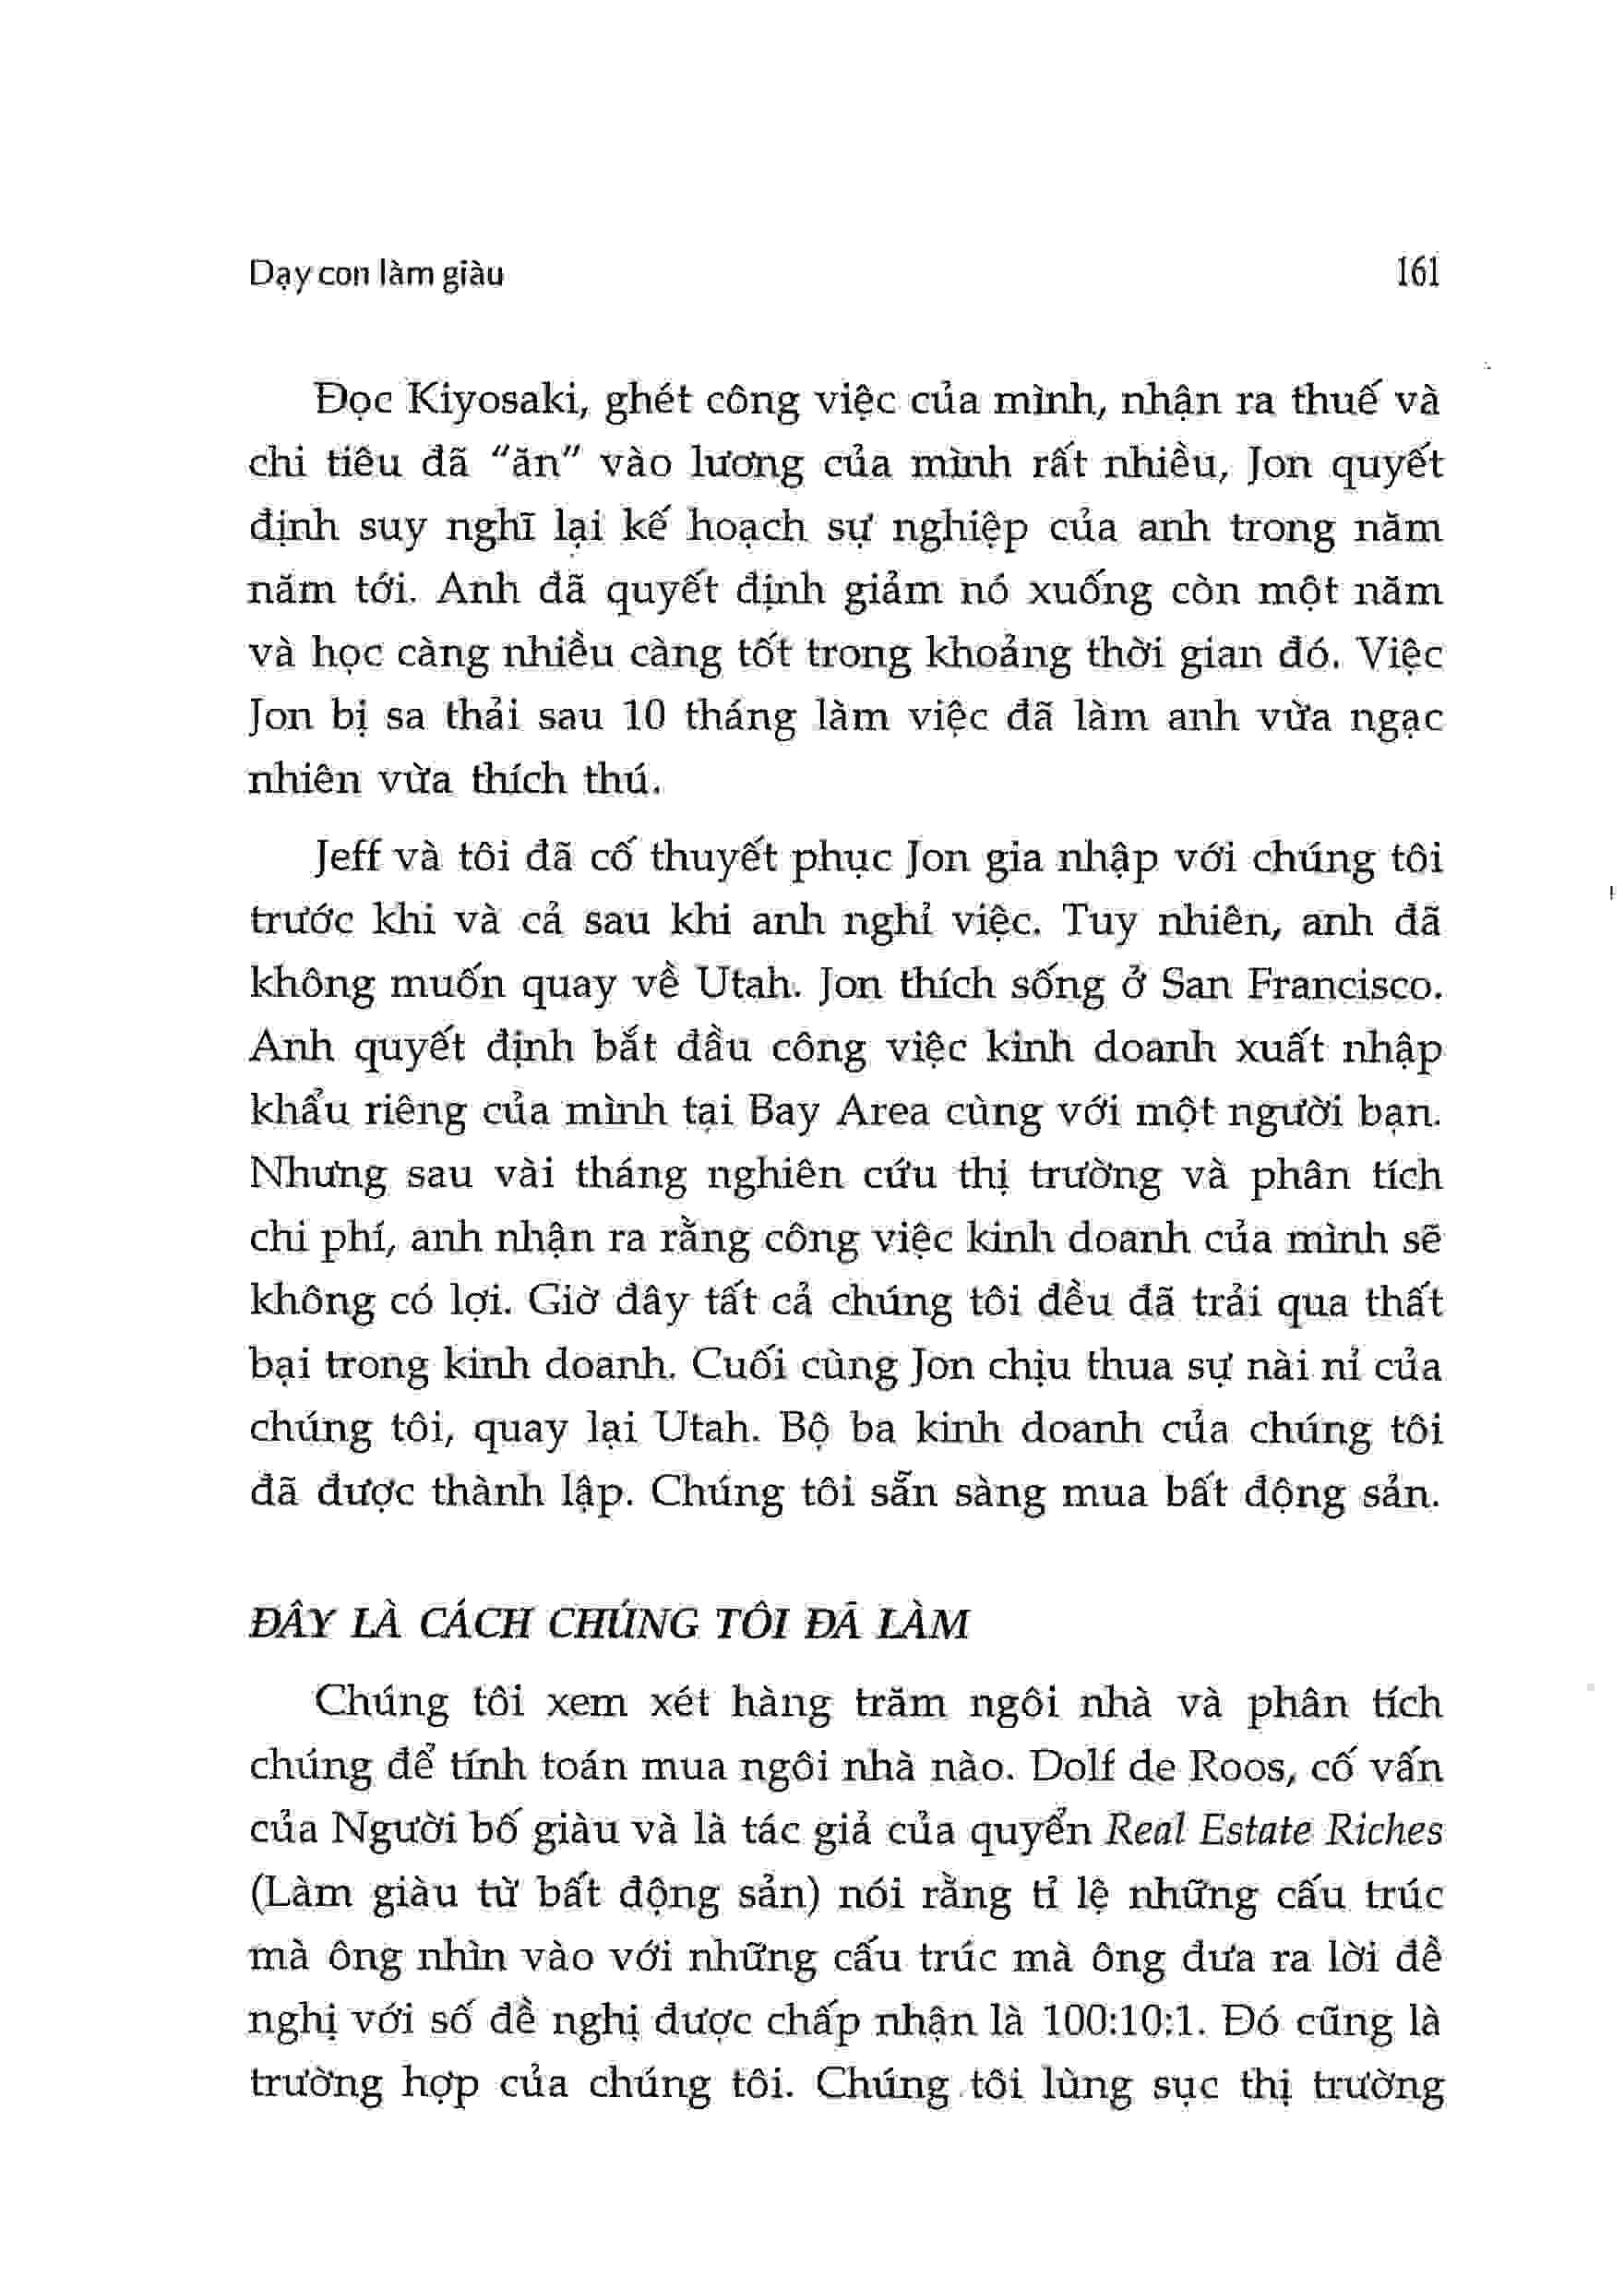 Dạy con làm giàu 161
Đọc Kiyosaki, ghét công việc của mình, nhận ra thuế và
chi tiêu đã "ăn" vào lương của mình rất nhiều, Jon quyết
định suy nghĩ lại kế hoạch sự nghiệp của anh trong năm
năm tới. Anh đã quyết định giảm nó xuống còn một năm
và học càng nhiều càng tốt trong khoảng thời gian đó. Việc
Jon bị sa thải sau 10 tháng làm việc đã làm anh vừa ngạc
nhiên vừa thích thú.
Jeff và tôi đã cố thuyết phục Jon gia nhập với chúng tôi
trước khi và cả sau khi anh nghỉ việc. Tuy nhiên, anh đã
không muốn quay về Utah. Jon thích sống ở San Francisco.
Anh quyết định bắt đầu công việc kinh doanh xuất nhập
khẩu riêng của mình tại Bay Area cùng với một người bạn.
Nhưng sau vài tháng nghiên cứu thị trường và phân tích
chi phí, anh nhận ra rằng công việc kinh doanh của mình sẽ
không có lợi. Giờ đây tất cả chúng tôi đều đã trải qua thất
bại trong kinh doanh. Cuối cùng Jon chịu thua sự nài nỉ của
chúng tôi, quay lại Utah. Bộ ba kinh doanh của chúng tôi
đã được thành lập. Chúng tôi sẵn sàng mua bất động sản.
ĐÂY LÀ CÁCH CHÚNG TÔI ĐÃ LÀM
Chúng tôi xem xét hàng trăm ngôi nhà và phân tích
chúng để tính toán mua ngôi nhà nào. Dolf de Roos, cố vấn
của Người bố giàu và là tác giả của quyển Real Estate Riches
(Làm giàu từ bất động sản) nói rằng tỉ lệ những cấu trúc
mà ông nhìn vào với những cấu trúc mà ông đưa ra lời đề
nghị với số đề nghị được chấp nhận là 100:10:1. Đó cũng là
trường hợp của chúng tôi. Chúng tôi lùng sục thị trường